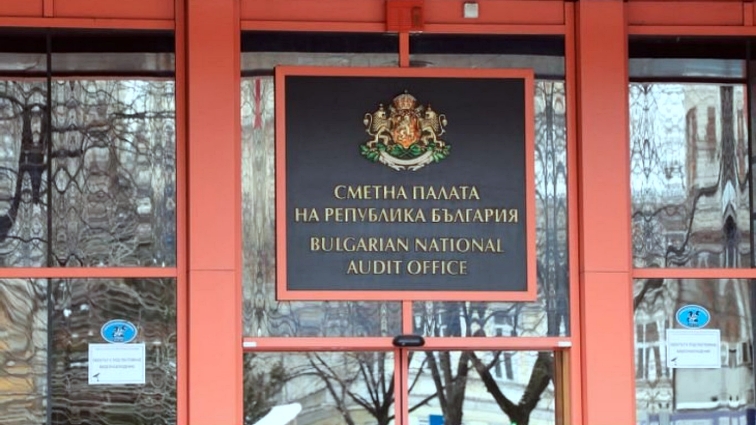 СМЕТНА ПАЛАТА
НА РЕПУБЛИКА БЪЛГАРИЯ
BULGARIAN NATIONAL
AUDIT OFFICE